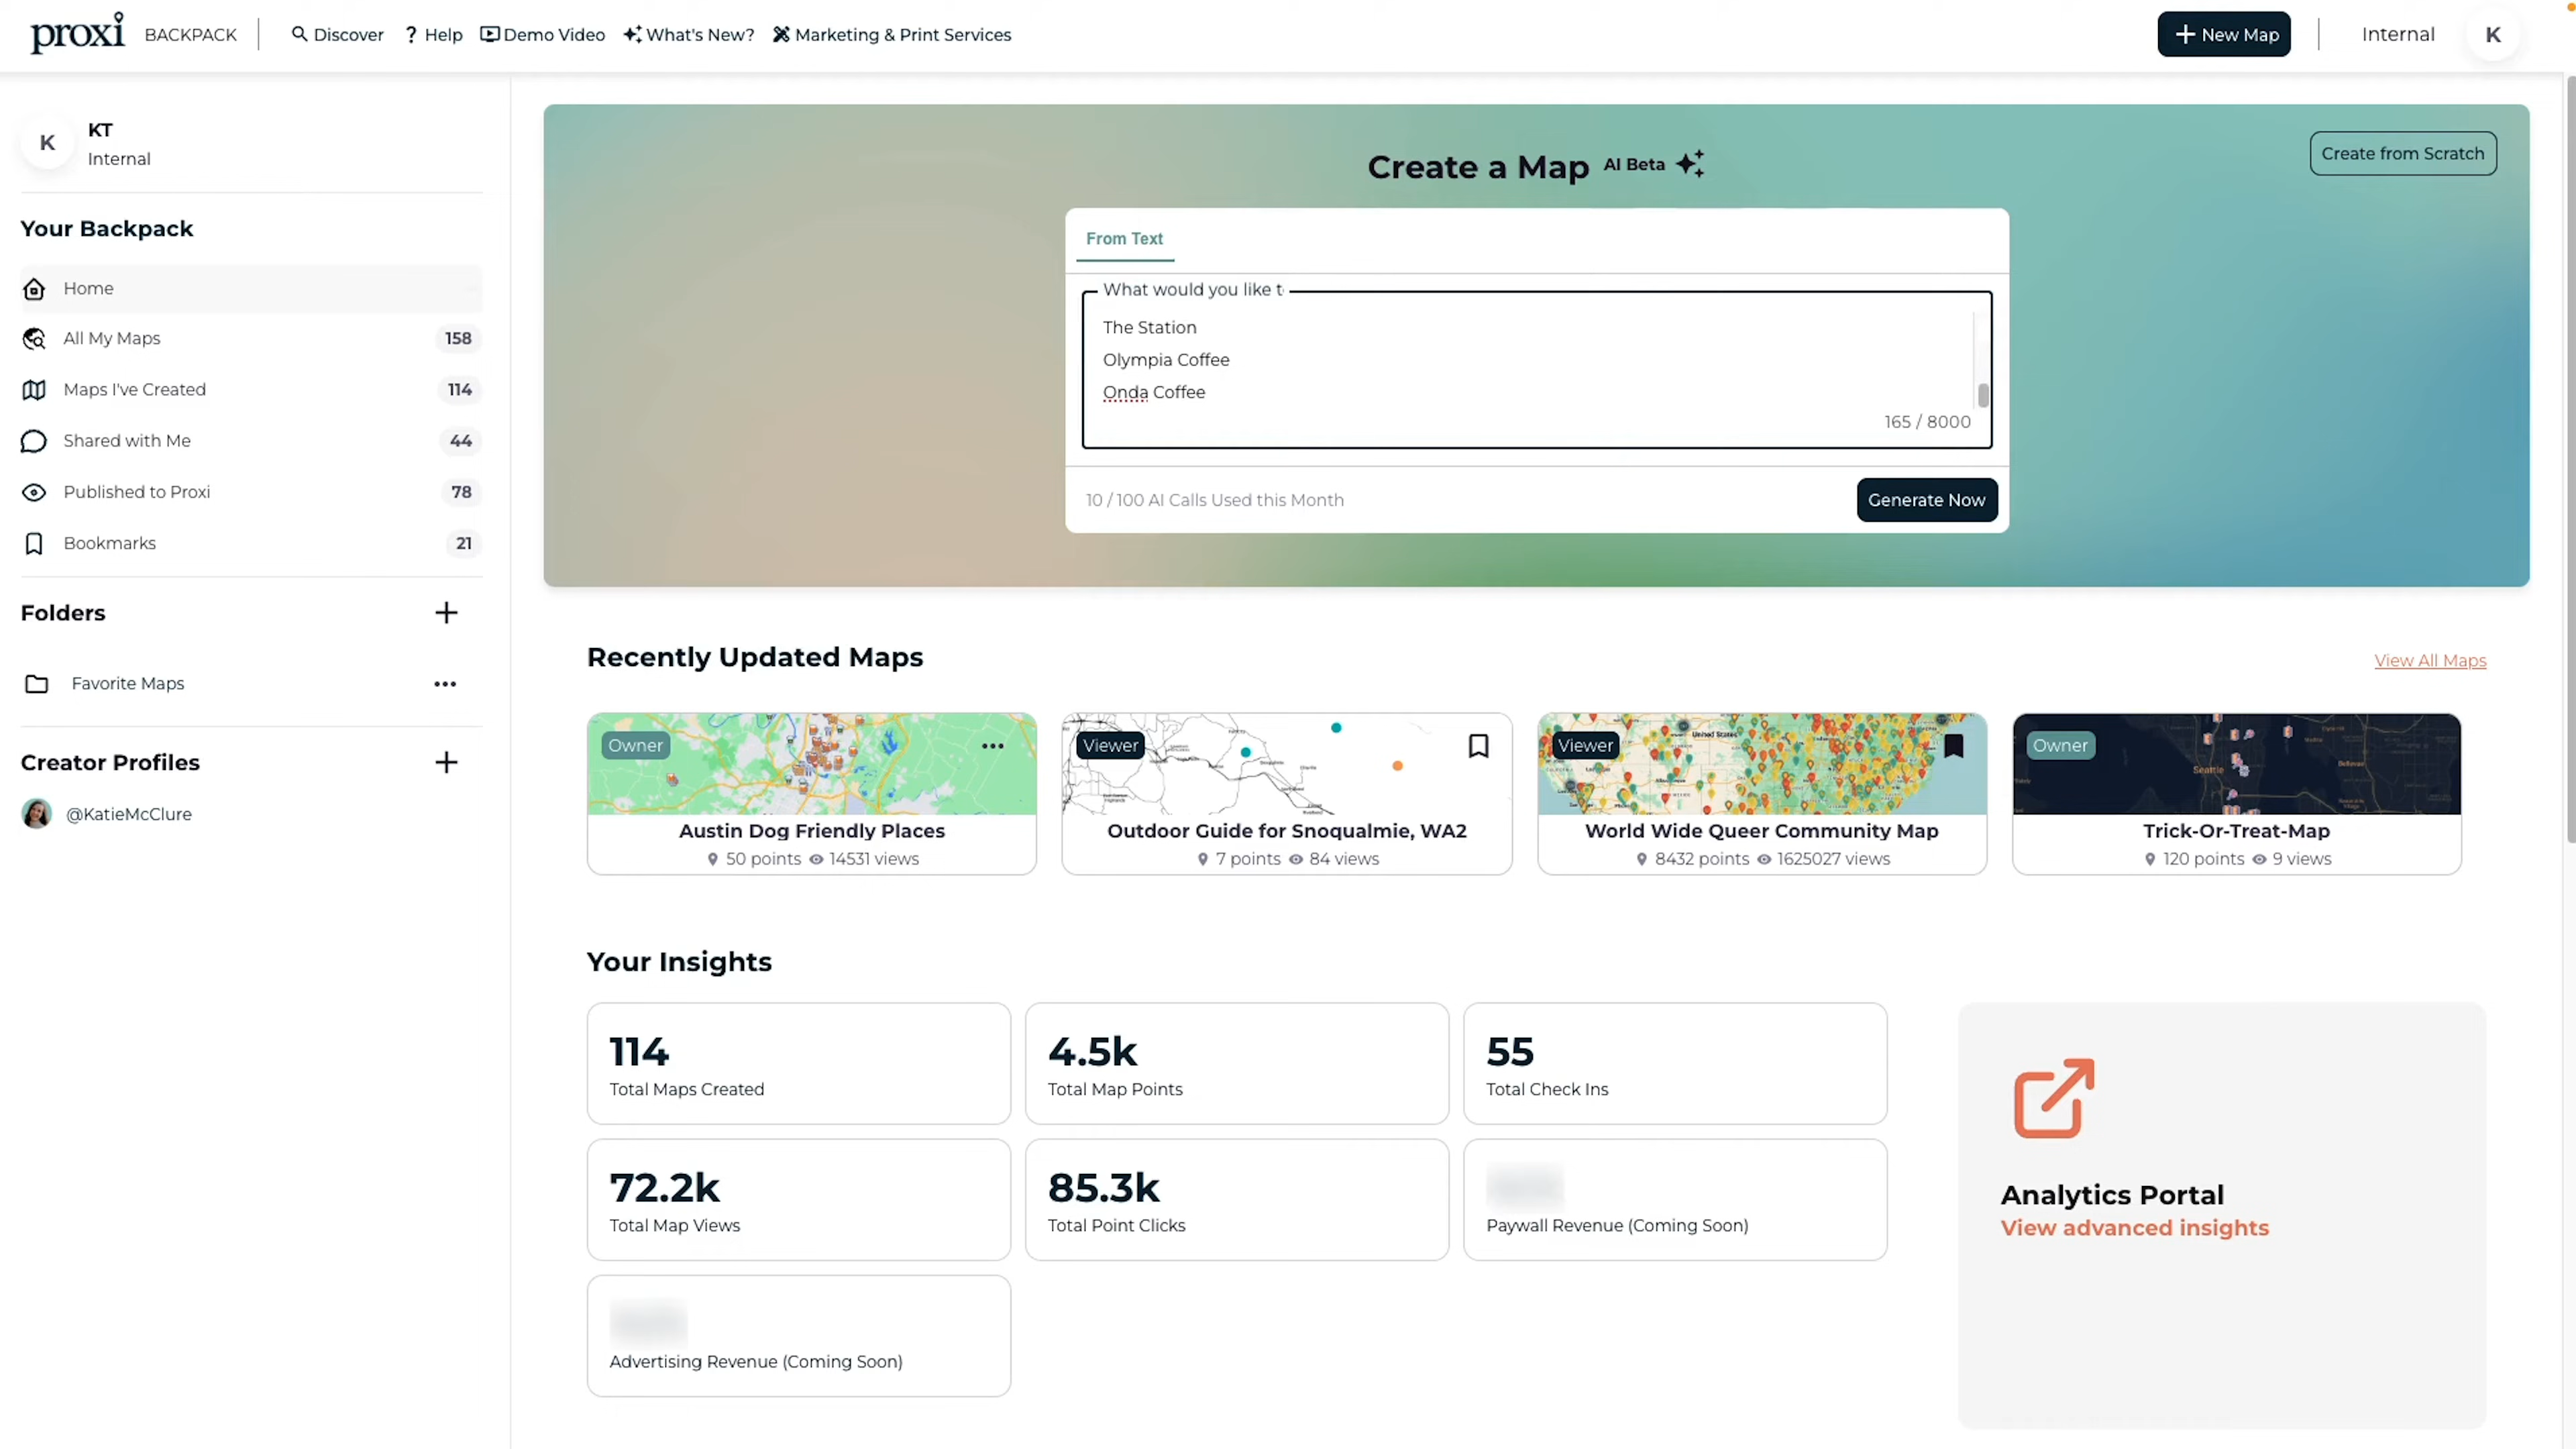 proxi BACKPACK Discover ? Help Demo Video What's New? Marketing & Print Services + New Map Internal K
K
KT
Internal
Your Backpack
Home
All My Maps 158
Maps I've Created 114
Shared with Me 44
Published to Proxi 78
Bookmarks 21
Folders +
Favorite Maps ...
Creator Profiles +
@KatieMcClure
Create a Map AI Beta
Create from Scratch
From Text
What would you like t
The Station
Olympia Coffee
Onda Coffee
165 / 8000
10 / 100 AI Calls Used this Month
Generate Now
Recently Updated Maps
View All Maps
Owner
Austin Dog Friendly Places
50 points 14531 views
Viewer
Outdoor Guide for Snoqualmie, WA2
7 points 84 views
Viewer
United States
World Wide Queer Community Map
8432 points 1625027 views
Owner
Seattle
Trick-Or-Treat-Map
120 points 9 views
Your Insights
114
Total Maps Created
4.5k
Total Map Points
55
Total Check Ins
72.2k
Total Map Views
85.3k
Total Point Clicks
Paywall Revenue (Coming Soon)
Advertising Revenue (Coming Soon)
Analytics Portal
View advanced insights